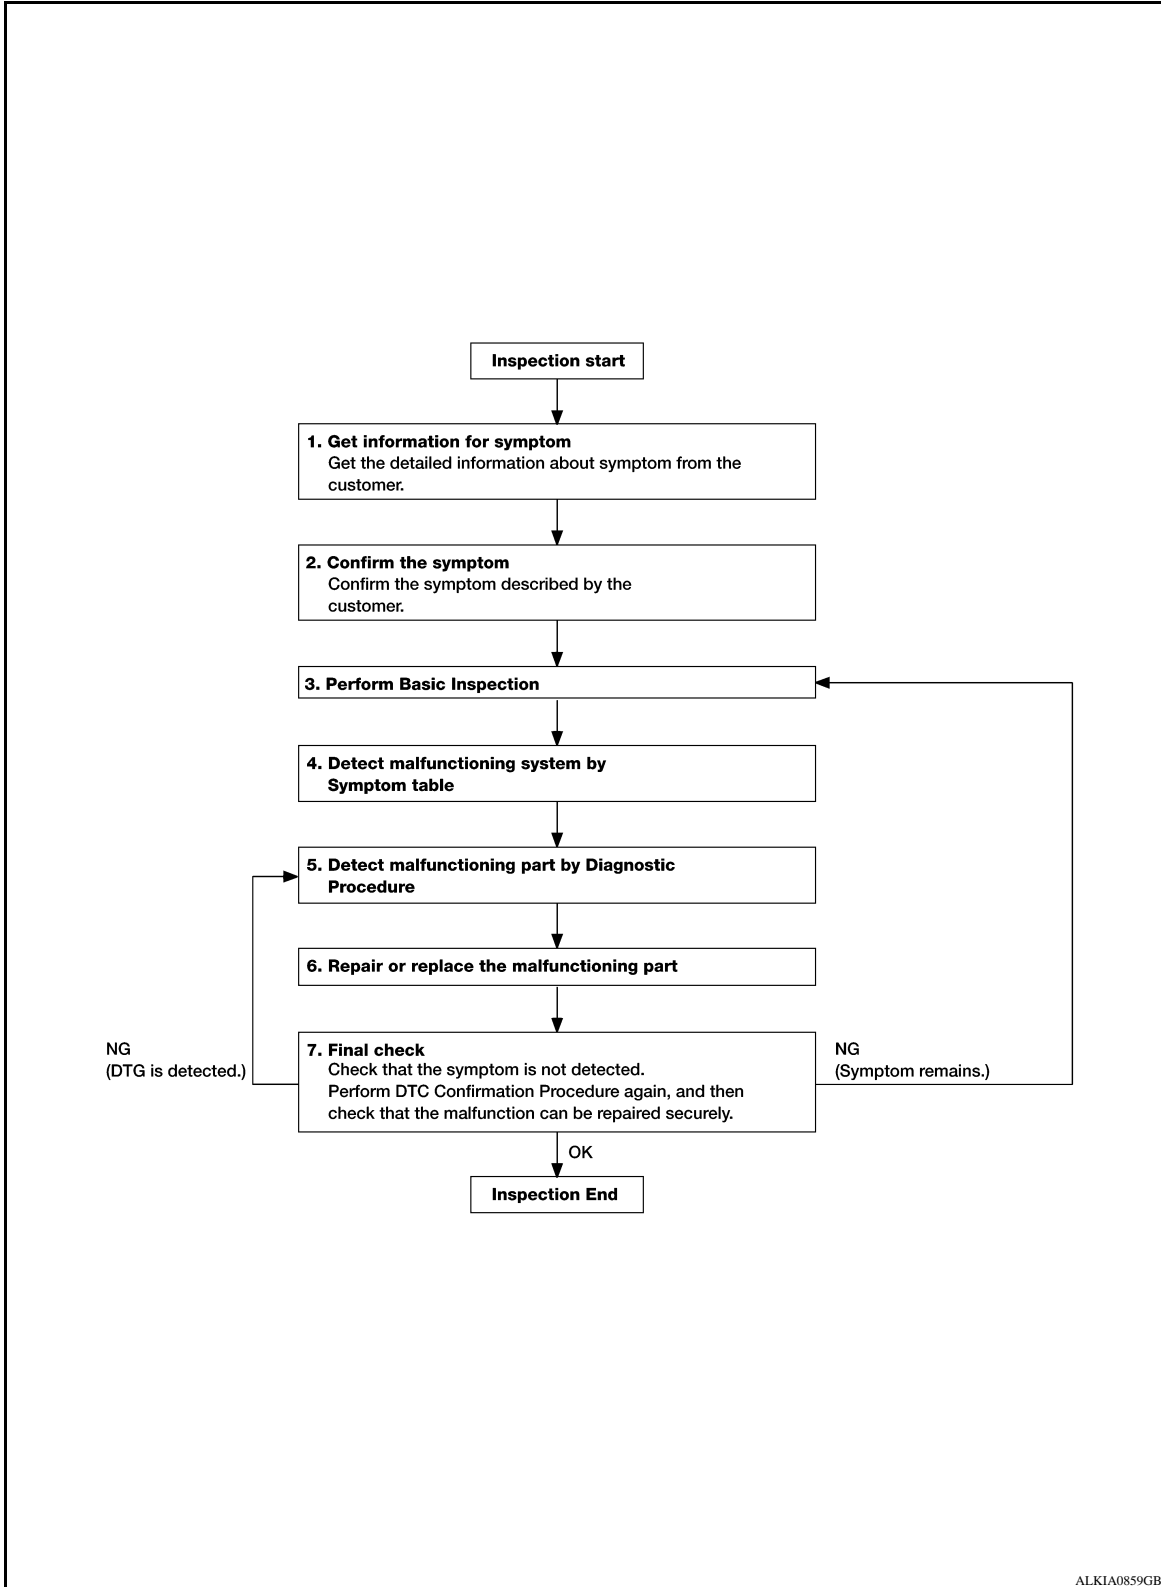 Inspection start
1. Get information for symptom
Get the detailed information about symptom from the
customer.
2. Confirm the symptom
Confirm the symptom described by the
customer.
3. Perform Basic Inspection
4. Detect malfunctioning system by
Symptom table
5. Detect malfunctioning part by Diagnostic
Procedure
6. Repair or replace the malfunctioning part
NG
(DTG is detected.)
7. Final check
Check that the symptom is not detected.
Perform DTC Confirmation Procedure again, and then
check that the malfunction can be repaired securely.
NG
(Symptom remains.)
OK
Inspection End
ALKIA0859GB